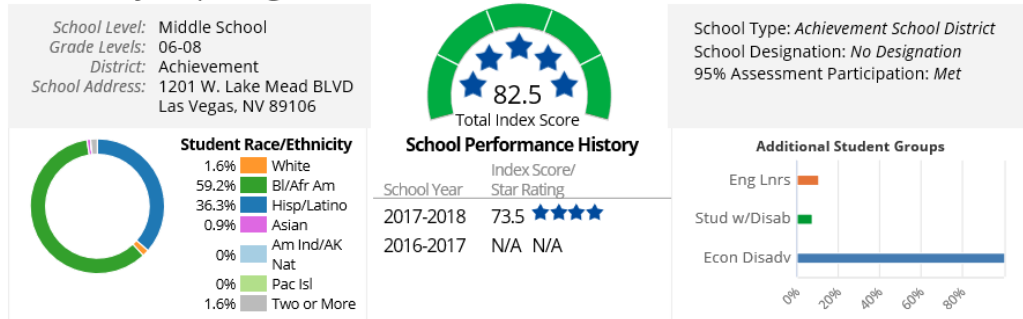 School Level: Middle School
Grade Levels: 06-08
District: Achievement
School Address: 1201 W. Lake Mead BLVD
Las Vegas, NV 89106
82.5
Total Index Score
School Type: Achievement School District
School Designation: No Designation
95% Assessment Participation: Met
Student Race/Ethnicity
1.6% White
59.2% Bl/Afr Am
36.3% Hisp/Latino
0.9% Asian
0% Am Ind/AK
Nat
0% Pac Isl
1.6% Two or More
School Performance History
School Year Index Score/
Star Rating
2017-2018 73.5
2016-2017 N/A N/A
Additional Student Groups
Eng Lnrs
Stud w/Disab
Econ Disadv
0% 20% 40% 60% 80%